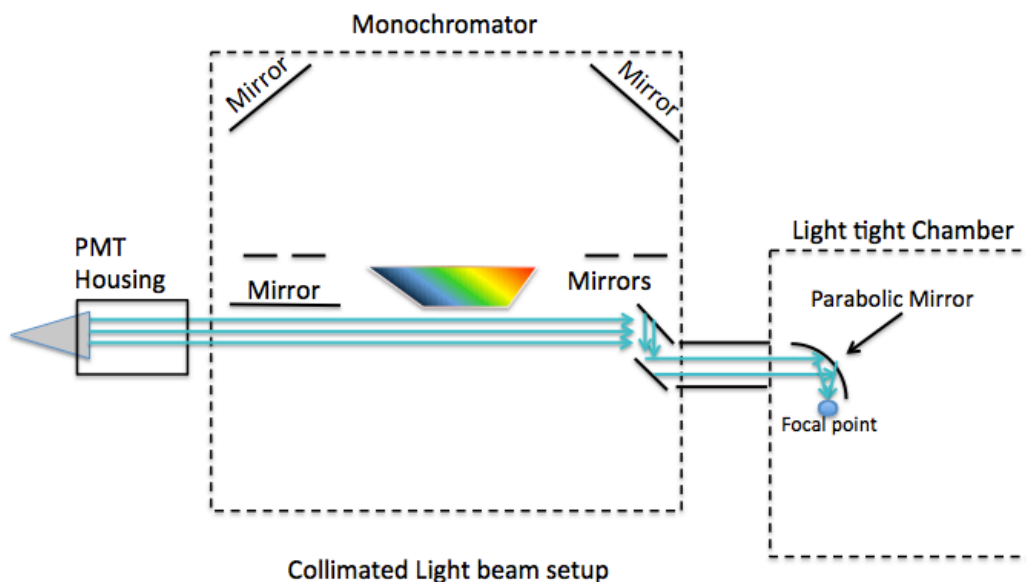 Monochromator
Mirror
Mirror
Light tight Chamber
PMT
Housing
Mirror
Mirrors
Parabolic Mirror
Focal point
Collimated Light beam setup